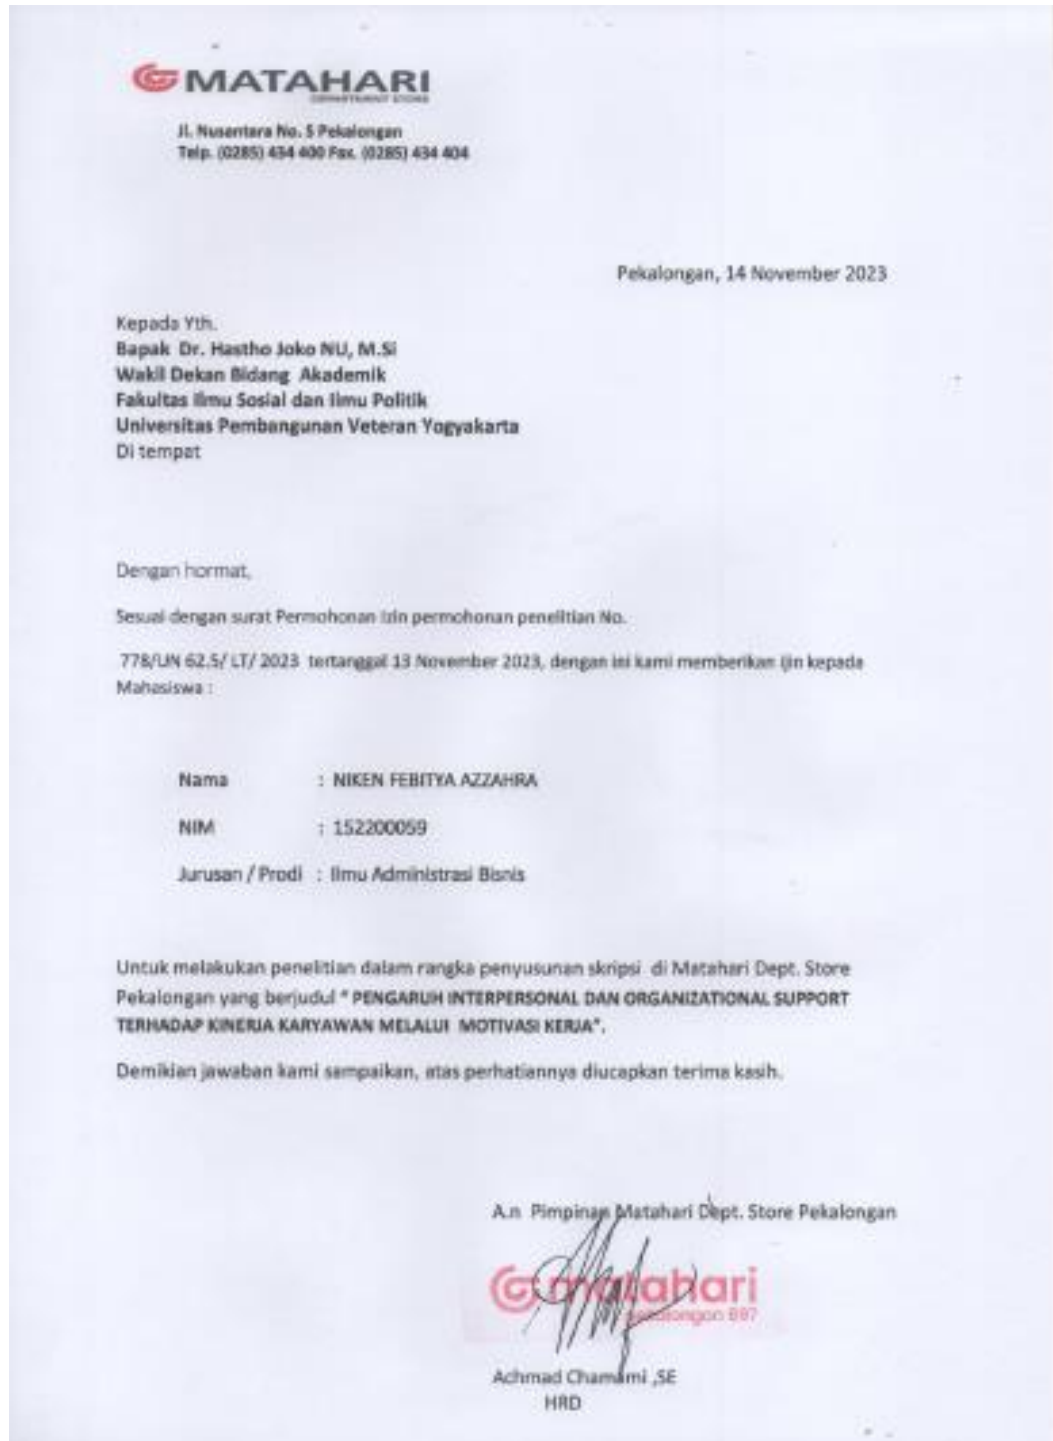 MATAHARI
DEPARTMENT STORE
Jl. Nusantara No. 5 Pekalongan
Telp. (0285) 434 400 Fax. (0285) 434 404
Pekalongan, 14 November 2023
Kepada Yth.
Bapak Dr. Hastho Joko NU, M.Si
Wakil Dekan Bidang Akademik
Fakultas Ilmu Sosial dan Ilmu Politik
Universitas Pembangunan Veteran Yogyakarta
Di tempat
Dengan hormat,
Sesuai dengan surat Permohonan Izin permohonan penelitian No.
778/UN 62.5/ LT/ 2023 tertanggal 13 November 2023, dengan ini kami memberikan ijin kepada
Mahasiswa :
Nama : NIKEN FEBITYA AZZAHRA
NIM : 152200059
Jurusan / Prodi : Ilmu Administrasi Bisnis
Untuk melakukan penelitian dalam rangka penyusunan skripsi di Matahari Dept. Store
Pekalongan yang berjudul " PENGARUH INTERPERSONAL DAN ORGANIZATIONAL SUPPORT
TERHADAP KINERJA KARYAWAN MELALUI MOTIVASI KERJA".
Demikian jawaban kami sampaikan, atas perhatiannya diucapkan terima kasih.
A.n Pimpinan Matahari Dept. Store Pekalongan
matahari
pekalongan 897
Achmad Chamami ,SE
HRD